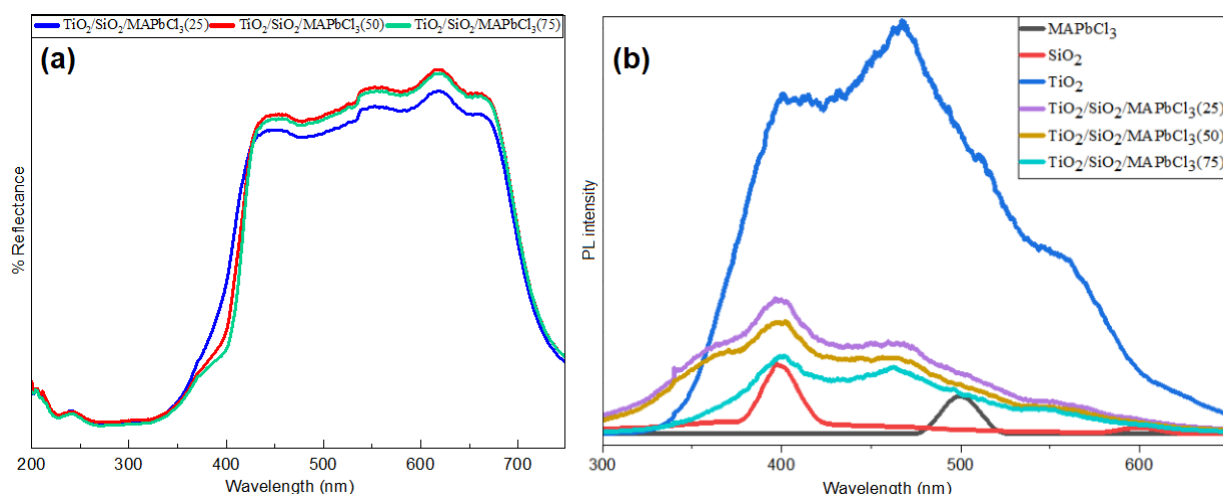 TiO₂/SiO₂/MAPbCl₃(25) TiO₂/SiO₂/MAPbCl₃(50) TiO₂/SiO₂/MAPbCl₃(75)
(a)
% Reflectance
200 300 400 500 600 700
Wavelength (nm)
(b)
MAPbCl₃
SiO₂
TiO₂
TiO₂/SiO₂/MAPbCl₃(25)
TiO₂/SiO₂/MAPbCl₃(50)
TiO₂/SiO₂/MAPbCl₃(75)
PL intensity
300 400 500 600
Wavelength (nm)